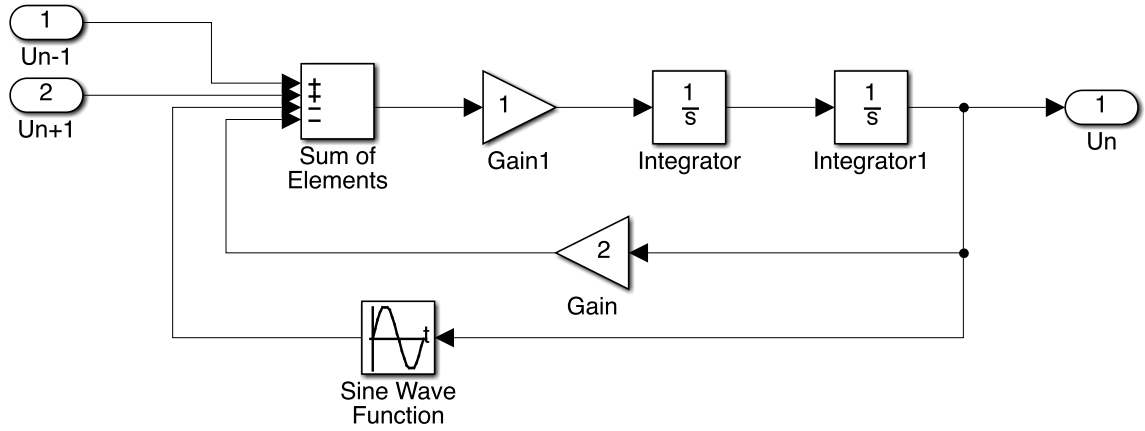 1
Un-1
2
Un+1
+
+
−
−
Sum of
Elements
1
Gain1
1
s
Integrator
1
s
Integrator1
1
Un
2
Gain
t
Sine Wave
Function